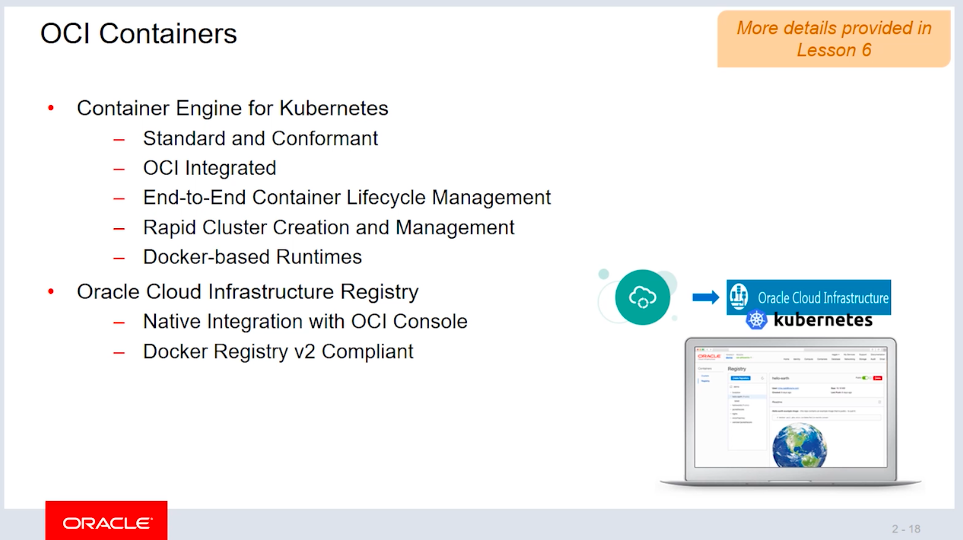 OCI Containers
More details provided in
Lesson 6
• Container Engine for Kubernetes
– Standard and Conformant
– OCI Integrated
– End-to-End Container Lifecycle Management
– Rapid Cluster Creation and Management
– Docker-based Runtimes
• Oracle Cloud Infrastructure Registry
– Native Integration with OCI Console
– Docker Registry v2 Compliant
Oracle Cloud Infrastructure
kubernetes
ORACLE
Registry
ORACLE
2 - 18